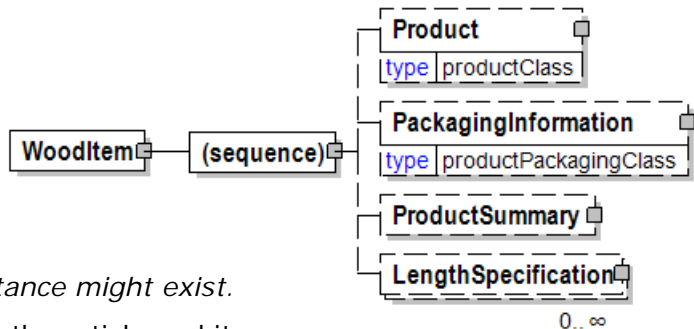 Product
type productClass
PackagingInformation
WoodItem
(sequence)
type productPackagingClass
ProductSummary
LengthSpecification
tance might exist.
0..∞